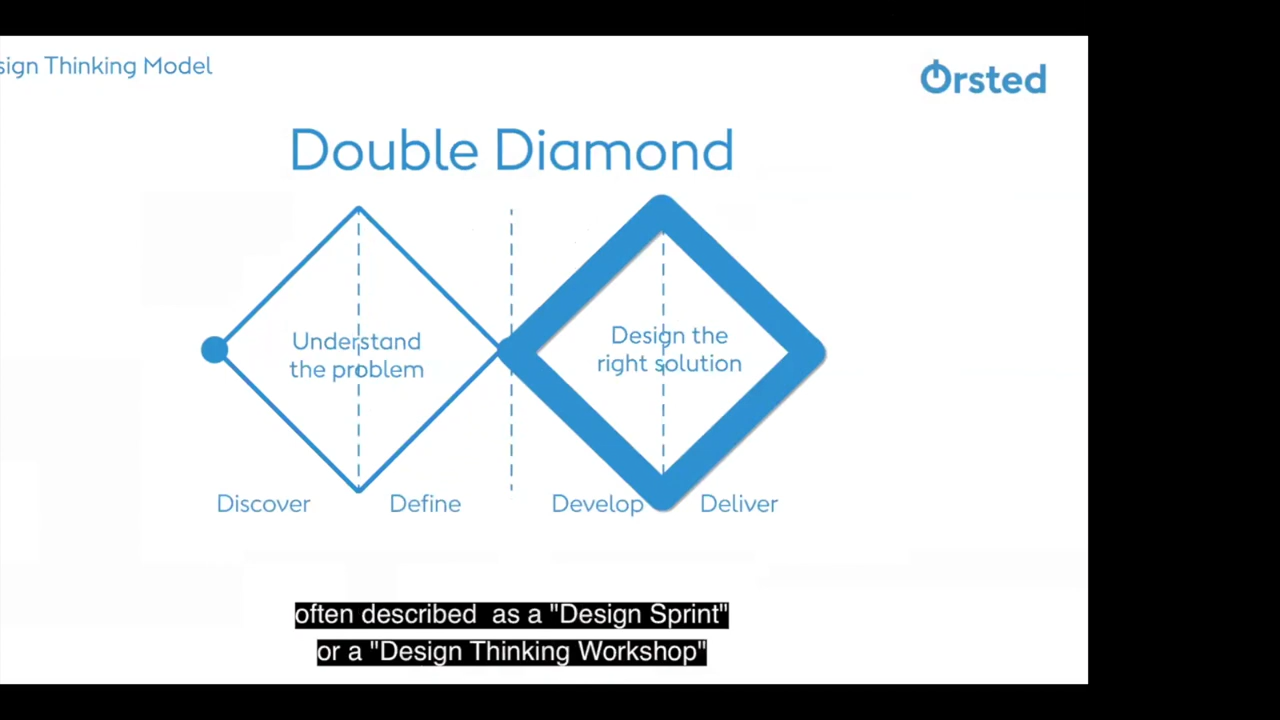 sign Thinking Model
Ørsted
Double Diamond
Understand
the problem
Design the
right solution
Discover
Define
Develop
Deliver
often described as a "Design Sprint"
or a "Design Thinking Workshop"